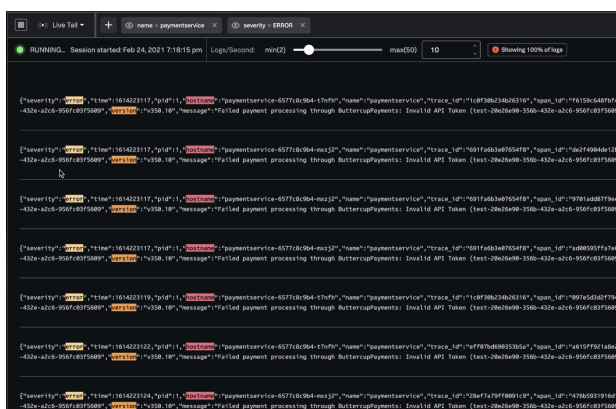 Live Tail
name = paymentservice
severity = ERROR
RUNNING... Session started: Feb 24, 2021 7:18:15 pm Logs/Second: min(2) max(50) 10 Showing 100% of logs
{"severity":"error","time":1614223117,"pid":1,"hostname":"paymentservice-6577c8c9b4-t7nfh","name":"paymentservice","trace_id":"1c0f30b234b26316","span_id":"f6159c648fbf
-432e-a2c6-956fc03f5609","version":"v350.10","message":"Failed payment processing through ButtercupPayments: Invalid API Token (test-20e26e90-356b-432e-a2c6-956fc03f5609
{"severity":"error","time":1614223117,"pid":1,"hostname":"paymentservice-6577c8c9b4-mxzj2","name":"paymentservice","trace_id":"691fa6b3e07654f8","span_id":"de2f4904de12
-432e-a2c6-956fc03f5609","version":"v350.10","message":"Failed payment processing through ButtercupPayments: Invalid API Token (test-20e26e90-356b-432e-a2c6-956fc03f5609
{"severity":"error","time":1614223117,"pid":1,"hostname":"paymentservice-6577c8c9b4-mxzj2","name":"paymentservice","trace_id":"691fa6b3e07654f8","span_id":"9701add87f9e
-432e-a2c6-956fc03f5609","version":"v350.10","message":"Failed payment processing through ButtercupPayments: Invalid API Token (test-20e26e90-356b-432e-a2c6-956fc03f5609
{"severity":"error","time":1614223117,"pid":1,"hostname":"paymentservice-6577c8c9b4-mxzj2","name":"paymentservice","trace_id":"691fa6b3e07654f8","span_id":"ad00595ffa7e
-432e-a2c6-956fc03f5609","version":"v350.10","message":"Failed payment processing through ButtercupPayments: Invalid API Token (test-20e26e90-356b-432e-a2c6-956fc03f5609
{"severity":"error","time":1614223119,"pid":1,"hostname":"paymentservice-6577c8c9b4-t7nfh","name":"paymentservice","trace_id":"1c0f30b234b26316","span_id":"097e5d3d2f79
-432e-a2c6-956fc03f5609","version":"v350.10","message":"Failed payment processing through ButtercupPayments: Invalid API Token (test-20e26e90-356b-432e-a2c6-956fc03f5609
{"severity":"error","time":1614223122,"pid":1,"hostname":"paymentservice-6577c8c9b4-mxzj2","name":"paymentservice","trace_id":"eff07bd690353b5a","span_id":"a615ff921a8e
-432e-a2c6-956fc03f5609","version":"v350.10","message":"Failed payment processing through ButtercupPayments: Invalid API Token (test-20e26e90-356b-432e-a2c6-956fc03f5609
{"severity":"error","time":1614223124,"pid":1,"hostname":"paymentservice-6577c8c9b4-mxzj2","name":"paymentservice","trace_id":"28ef7a79ff0091c9","span_id":"476b5931916
-432e-a2c6-956fc03f5609","version":"v350.10","message":"Failed payment processing through ButtercupPayments: Invalid API Token (test-20e26e90-356b-432e-a2c6-956fc03f5609